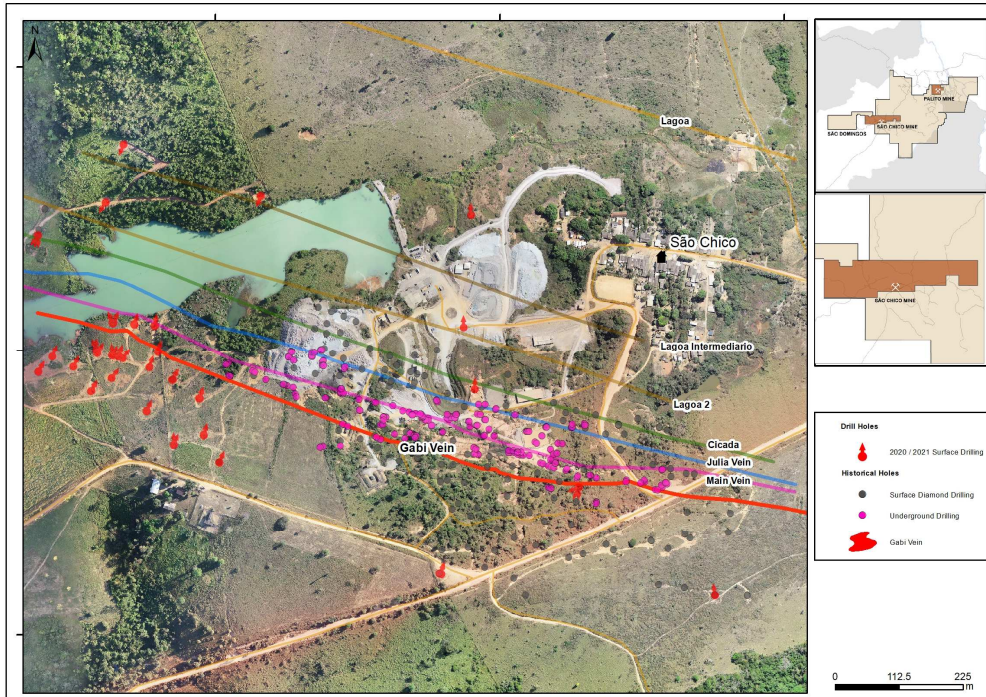 N
Lagoa
São Chico
Lagoa Intermediario
Lagoa 2
Gabi Vein
Cicada
Julia Vein
Main Vein
PALITO MINE
SÃO DOMINGOS
SÃO CHICO MINE
SÃO CHICO MINE
Drill Holes
2020 / 2021 Surface Drilling
Historical Holes
Surface Diamond Drilling
Underground Drilling
Gabi Vein
0 112.5 225
m